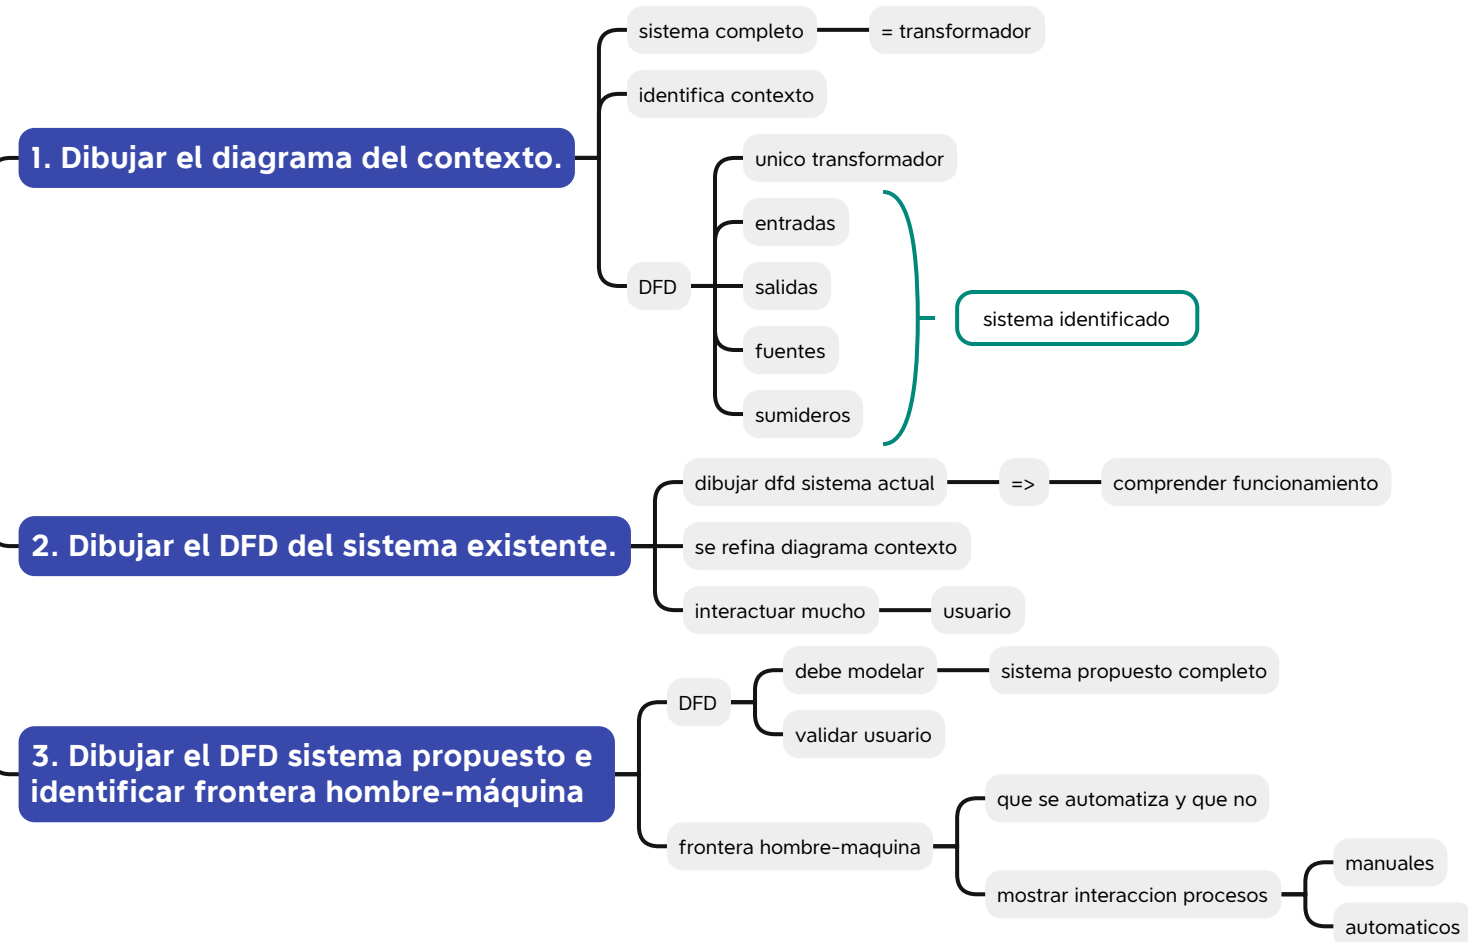 1. Dibujar el diagrama del contexto.
sistema completo
= transformador
identifica contexto
DFD
unico transformador
entradas
salidas
fuentes
sumideros
sistema identificado
2. Dibujar el DFD del sistema existente.
dibujar dfd sistema actual
=>
comprender funcionamiento
se refina diagrama contexto
interactuar mucho
usuario
3. Dibujar el DFD sistema propuesto e
identificar frontera hombre-máquina
DFD
debe modelar
sistema propuesto completo
validar usuario
frontera hombre-maquina
que se automatiza y que no
mostrar interaccion procesos
manuales
automaticos